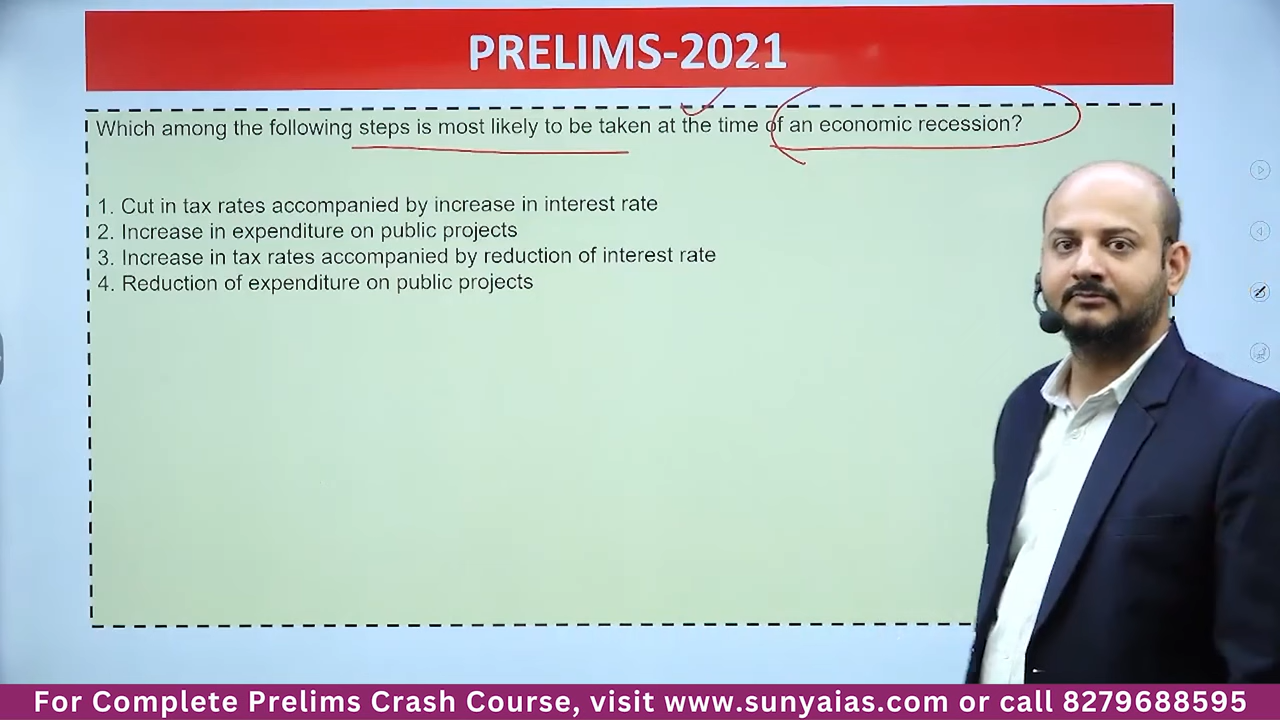 PRELIMS-2021
Which among the following steps is most likely to be taken at the time of an economic recession?
1. Cut in tax rates accompanied by increase in interest rate
2. Increase in expenditure on public projects
3. Increase in tax rates accompanied by reduction of interest rate
4. Reduction of expenditure on public projects
For Complete Prelims Crash Course, visit www.sunyaias.com or call 8279688595